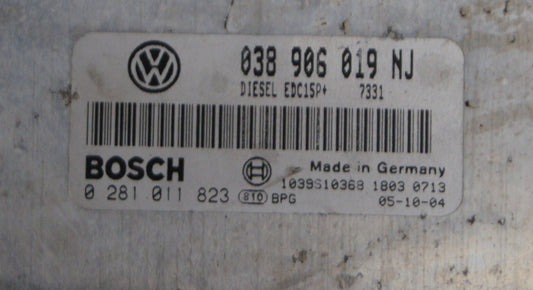 038 906 019 NJ
DIESEL EDC15P+ 7331
BOSCH
Made in Germany
1039S10368 1803 0713
0 281 011 823 810 BPG
05-10-04